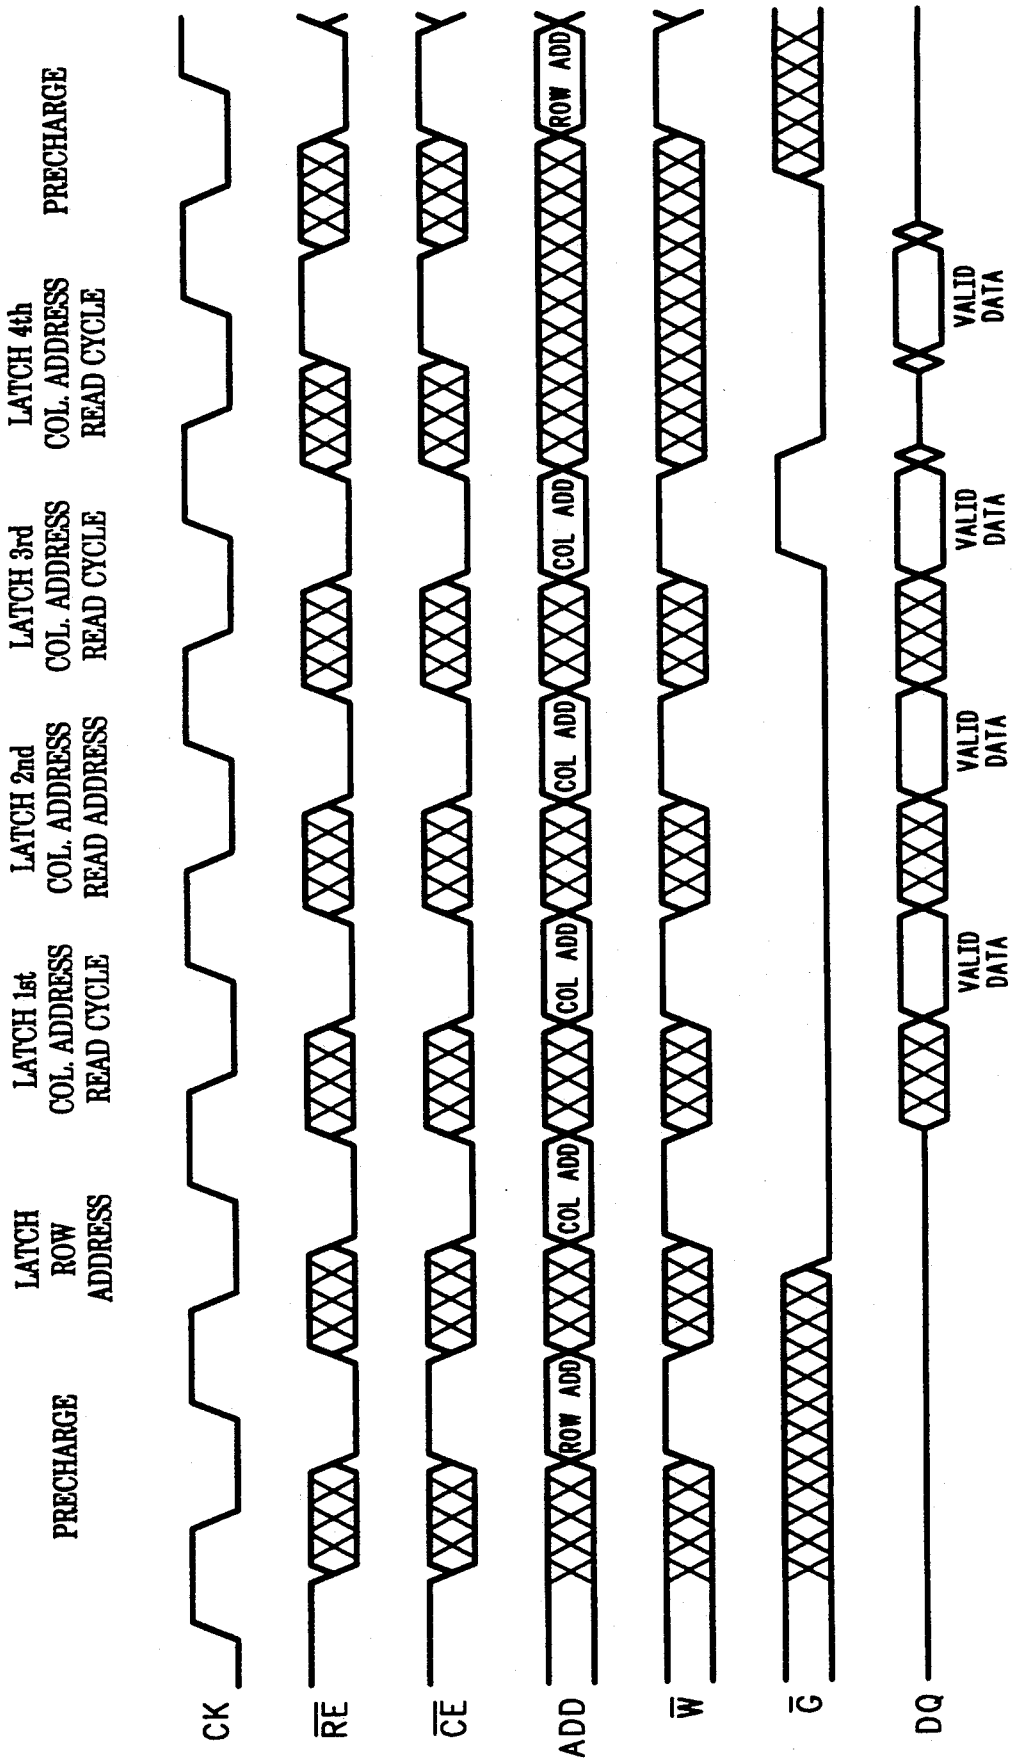 PRECHARGE
LATCH
ROW
ADDRESS
LATCH 1st
COL. ADDRESS
READ CYCLE
LATCH 2nd
COL. ADDRESS
READ ADDRESS
LATCH 3rd
COL. ADDRESS
READ CYCLE
LATCH 4th
COL. ADDRESS
READ CYCLE
PRECHARGE
CK
R̅E̅
C̅E̅
ADD
ROW ADD
COL ADD
COL ADD
COL ADD
COL ADD
ROW ADD
W̅
G̅
DQ
VALID
DATA
VALID
DATA
VALID
DATA
VALID
DATA